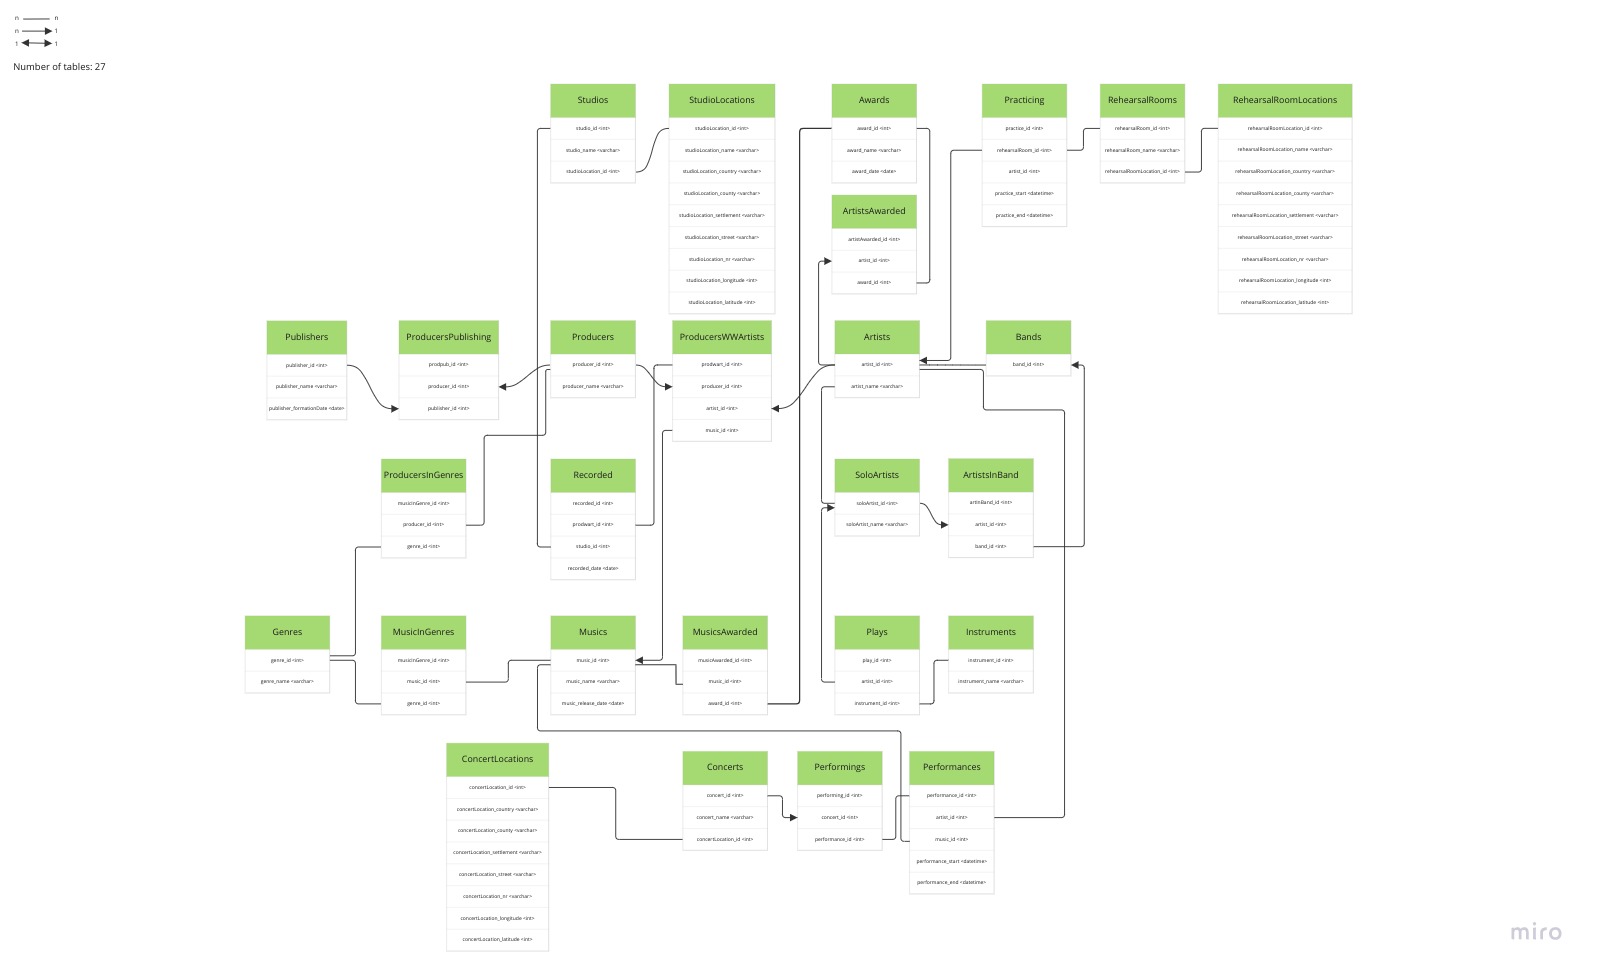 n n
n 1
1 1
Number of tables: 27
Studios
studio_id <int>
studio_name <varchar>
studioLocation_id <int>
StudioLocations
studioLocation_id <int>
studioLocation_name <varchar>
studioLocation_country <varchar>
studioLocation_county <varchar>
studioLocation_settlement <varchar>
studioLocation_street <varchar>
studioLocation_nr <varchar>
studioLocation_longitude <int>
studioLocation_latitude <int>
Awards
award_id <int>
award_name <varchar>
award_date <date>
ArtistsAwarded
artistAwarded_id <int>
artist_id <int>
award_id <int>
Practicing
practice_id <int>
rehearsalRoom_id <int>
artist_id <int>
practice_start <datetime>
practice_end <datetime>
RehearsalRooms
rehearsalRoom_id <int>
rehearsalRoom_name <varchar>
rehearsalRoomLocation_id <int>
RehearsalRoomLocations
rehearsalRoomLocation_id <int>
rehearsalRoomLocation_name <varchar>
rehearsalRoomLocation_country <varchar>
rehearsalRoomLocation_county <varchar>
rehearsalRoomLocation_settlement <varchar>
rehearsalRoomLocation_street <varchar>
rehearsalRoomLocation_nr <varchar>
rehearsalRoomLocation_longitude <int>
rehearsalRoomLocation_latitude <int>
Publishers
publisher_id <int>
publisher_name <varchar>
publisher_formationDate <date>
ProducersPublishing
prodpub_id <int>
producer_id <int>
publisher_id <int>
Producers
producer_id <int>
producer_name <varchar>
ProducersWWArtists
prodwart_id <int>
producer_id <int>
artist_id <int>
music_id <int>
Artists
artist_id <int>
artist_name <varchar>
Bands
band_id <int>
ProducersInGenres
musicInGenre_id <int>
producer_id <int>
genre_id <int>
Recorded
recorded_id <int>
prodwart_id <int>
studio_id <int>
recorded_date <date>
SoloArtists
soloArtist_id <int>
soloArtist_name <varchar>
ArtistsInBand
artinBand_id <int>
artist_id <int>
band_id <int>
Genres
genre_id <int>
genre_name <varchar>
MusicInGenres
musicInGenre_id <int>
music_id <int>
genre_id <int>
Musics
music_id <int>
music_name <varchar>
music_release_date <date>
MusicsAwarded
musicAwarded_id <int>
music_id <int>
award_id <int>
Plays
play_id <int>
artist_id <int>
instrument_id <int>
Instruments
instrument_id <int>
instrument_name <varchar>
ConcertLocations
concertLocation_id <int>
concertLocation_country <varchar>
concertLocation_county <varchar>
concertLocation_settlement <varchar>
concertLocation_street <varchar>
concertLocation_nr <varchar>
concertLocation_longitude <int>
concertLocation_latitude <int>
Concerts
concert_id <int>
concert_name <varchar>
concertLocation_id <int>
Performings
performing_id <int>
concert_id <int>
performance_id <int>
Performances
performance_id <int>
artist_id <int>
music_id <int>
performance_start <datetime>
performance_end <datetime>
miro